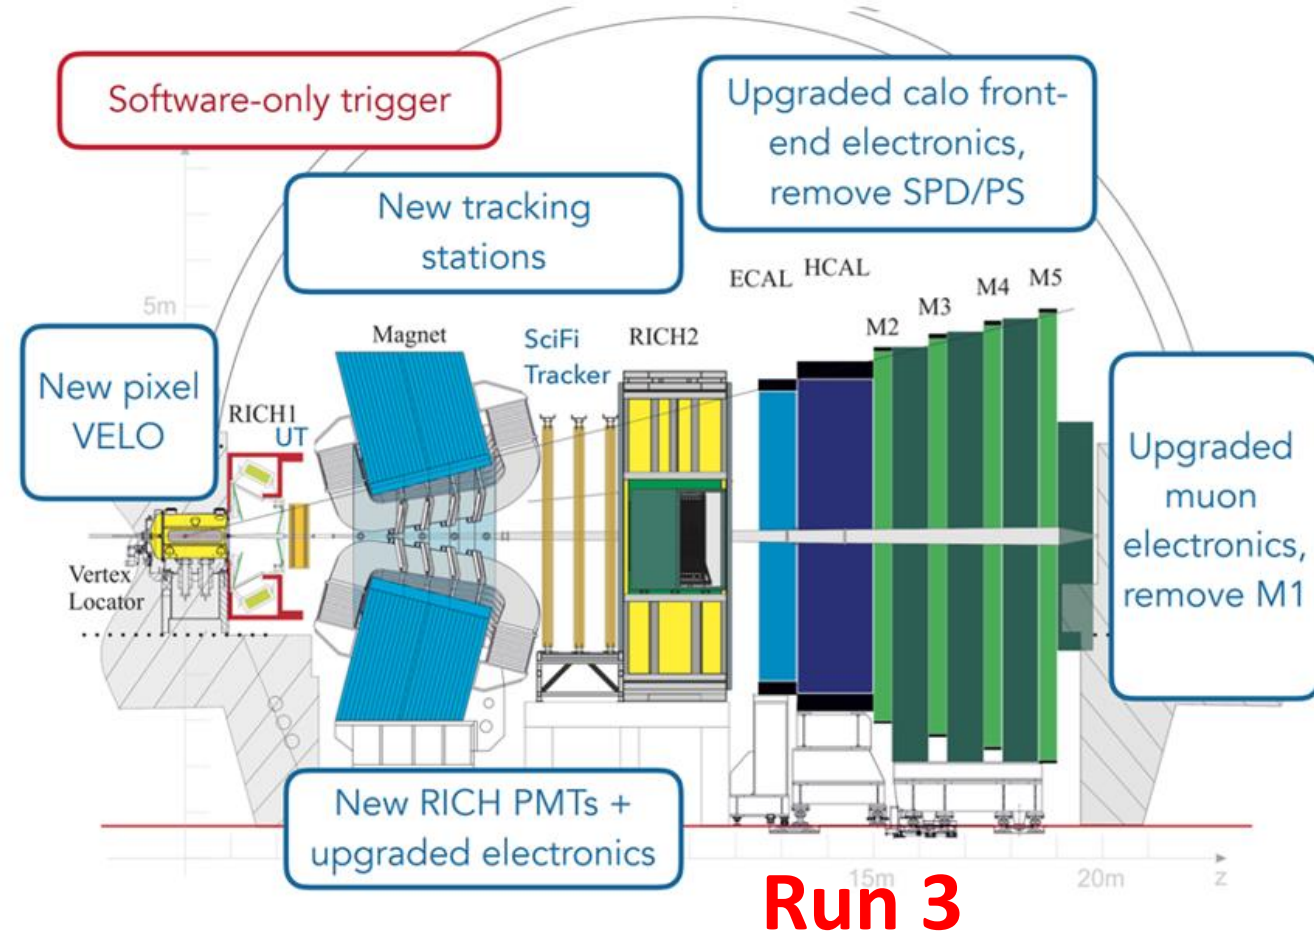 Software-only trigger
Upgraded calo front-
end electronics,
remove SPD/PS
New tracking
stations
ECAL
HCAL
M2
M3
M4
M5
5m
Magnet
SciFi
Tracker
RICH2
New pixel
VELO
RICH1
UT
Upgraded
muon
electronics,
remove M1
Vertex
Locator
New RICH PMTs +
upgraded electronics
15m
20m
z
Run 3